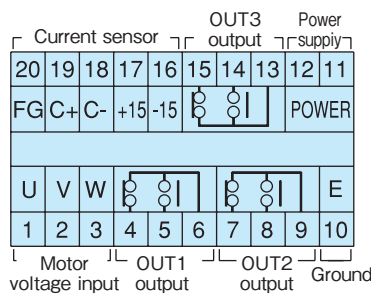 OUT3 Power
Current sensor output suppiy
20 19 18 17 16 15 14 13 12 11
FG C+ C- +15 -15 POWER
U V W E
1 2 3 4 5 6 7 8 9 10
Motor OUT1 OUT2 Ground
voltage input output output